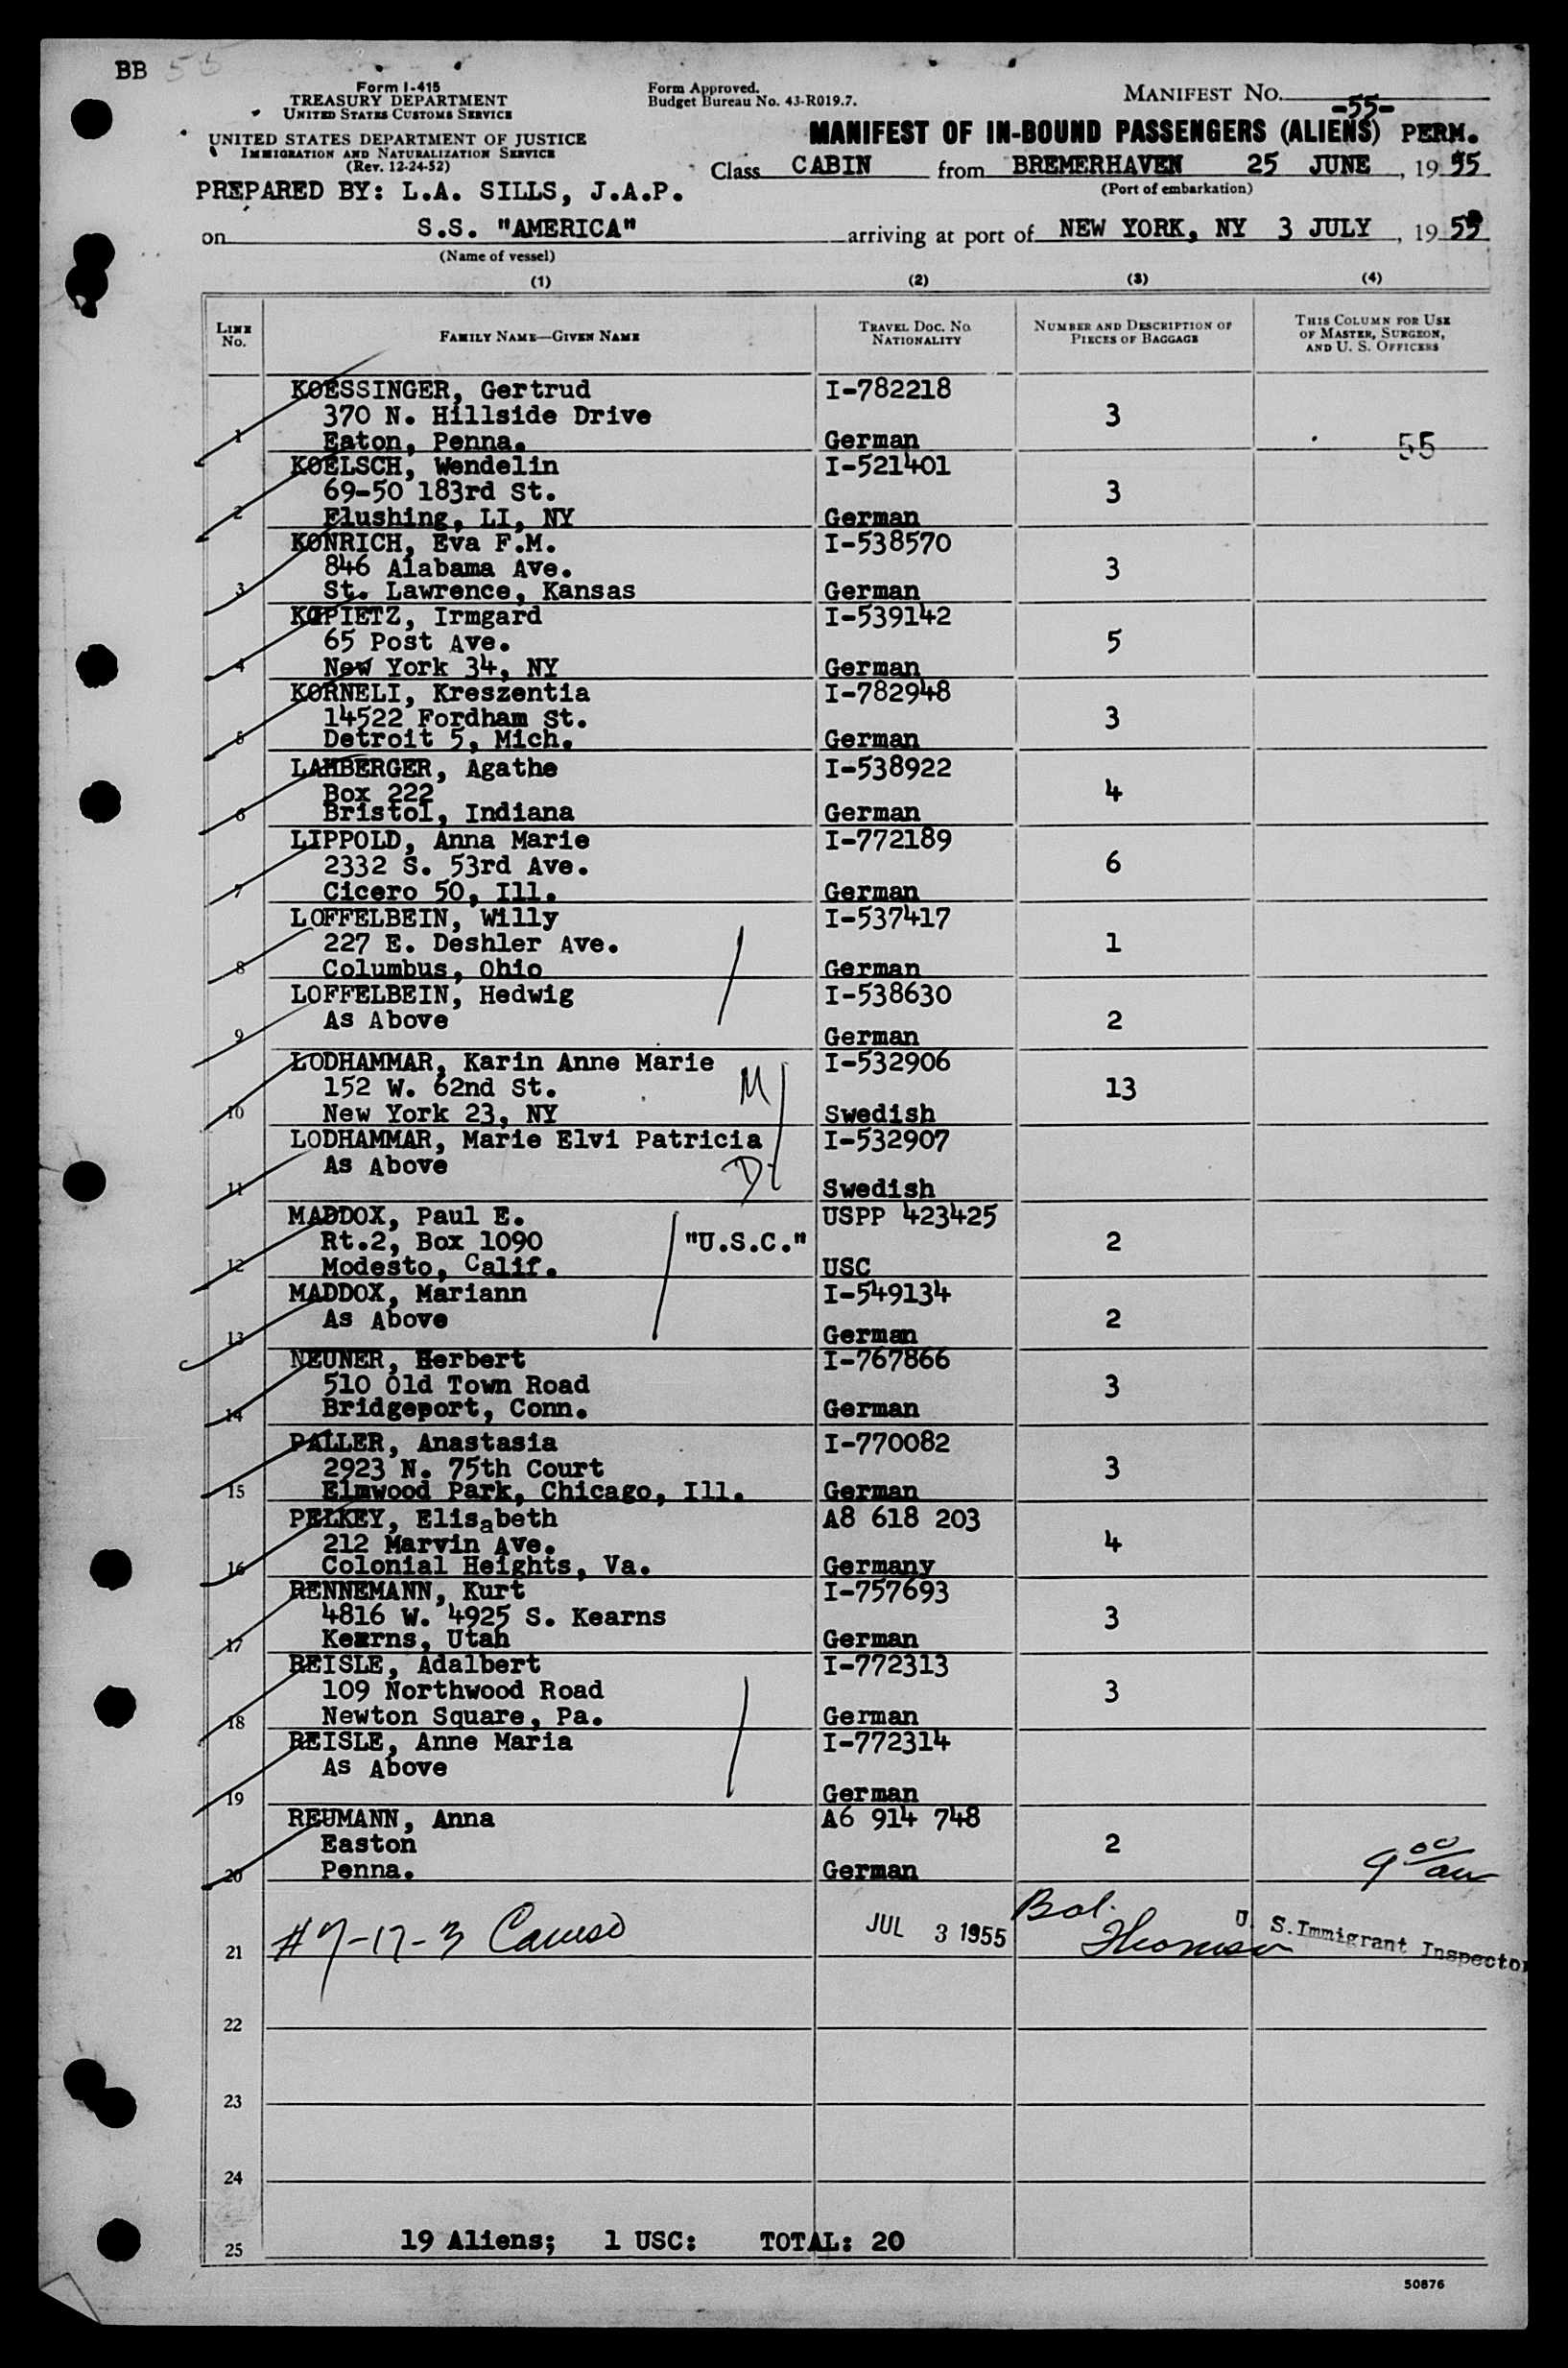 BB 55
Form I-415
TREASURY DEPARTMENT
UNITED STATES CUSTOMS SERVICE
UNITED STATES DEPARTMENT OF JUSTICE
IMMIGRATION AND NATURALIZATION SERVICE
(Rev. 12-24-52)
PREPARED BY: L.A. SILLS, J.A.P.
Form Approved.
Budget Bureau No. 43-R019.7.
MANIFEST NO. -55-
MANIFEST OF IN-BOUND PASSENGERS (ALIENS) PERM.
Class CABIN from BREMERHAVEN 25 JUNE, 1955
(Port of embarkation)
on S.S. "AMERICA" arriving at port of NEW YORK, NY 3 JULY, 1955
(Name of vessel)
(1) (2) (3) (4)
LINE No. FAMILY NAME—GIVEN NAME TRAVEL DOC. NO. NATIONALITY NUMBER AND DESCRIPTION OF PIECES OF BAGGAGE THIS COLUMN FOR USE OF MASTER, SURGEON, AND U. S. OFFICERS
KOESSINGER, Gertrud I-782218
370 N. Hillside Drive 3
1 Eaton, Penna. German 55
KOELSCH, Wendelin I-521401
69-50 183rd St. 3
2 Flushing, LI, NY German
KONRICH, Eva F.M. I-538570
846 Alabama Ave. 3
3 St. Lawrence, Kansas German
KOPIETZ, Irmgard I-539142
65 Post Ave. 5
4 New York 34, NY German
KORNELI, Kreszentia I-782948
14522 Fordham St. 3
5 Detroit 5, Mich. German
LAMBERGER, Agathe I-538922
Box 222 4
6 Bristol, Indiana German
LIPPOLD, Anna Marie I-772189
2332 S. 53rd Ave. 6
7 Cicero 50, Ill. German
LOFFELBEIN, Willy I-537417
227 E. Deshler Ave. 1
8 Columbus, Ohio German
LOFFELBEIN, Hedwig I-538630
As Above 2
9 German
LODHAMMAR, Karin Anne Marie I-532906
152 W. 62nd St. M 13
10 New York 23, NY Swedish
LODHAMMAR, Marie Elvi Patricia I-532907
As Above D
11 Swedish
MADDOX, Paul E. USPP 423425
Rt.2, Box 1090 "U.S.C." 2
12 Modesto, Calif. USC
MADDOX, Mariann I-549134
As Above 2
13 German
NEUNER, Herbert I-767866
510 Old Town Road 3
14 Bridgeport, Conn. German
PALLER, Anastasia I-770082
2923 N. 75th Court 3
15 Elmwood Park, Chicago, Ill. German
PELKEY, Elisabeth A8 618 203
212 Marvin Ave. 4
16 Colonial Heights, Va. Germany
RENNEMANN, Kurt I-757693
4816 W. 4925 S. Kearns 3
17 Kearns, Utah German
REISLE, Adalbert I-772313
109 Northwood Road 3
18 Newton Square, Pa. German
REISLE, Anne Maria I-772314
As Above
19 German
REUMANN, Anna A6 914 748
Easton 2
20 Penna. German
9 00
21 #7-17-3 Caruso JUL 3 1955 Bol. Thomson U. S. Immigrant Inspector
22
23
24
25 19 Aliens; 1 USC: TOTAL: 20
50876